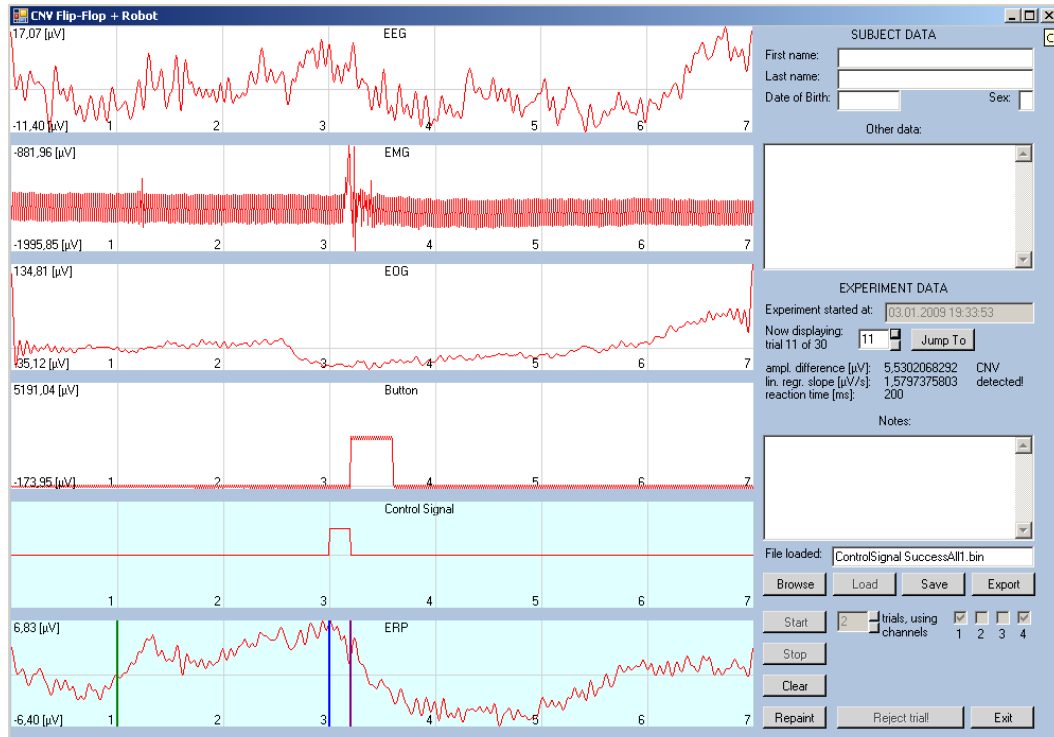 CNV Flip-Flop + Robot
17,07 [µV] EEG
-11,40 [µV] 1 2 3 4 5 6 7
-881,96 [µV] EMG
-1995,85 [µV] 1 2 3 4 5 6 7
134,81 [µV] EOG
-35,12 [µV] 1 2 3 4 5 6 7
5191,04 [µV] Button
-173,95 [µV] 1 2 3 4 5 6 7
Control Signal
1 2 3 4 5 6 7
6,83 [µV] ERP
-6,40 [µV] 1 2 3 4 5 6 7
SUBJECT DATA
First name:
Last name:
Date of Birth: Sex:
Other data:
EXPERIMENT DATA
Experiment started at: 03.01.2009 19:33:53
Now displaying:
trial 11 of 30 11 Jump To
ampl. difference [µV]: 5,5302068292 CNV
lin. regr. slope [µV/s]: 1,5797375803 detected!
reaction time [ms]: 200
Notes:
File loaded: ControlSignal SuccessAll1.bin
Browse Load Save Export
Start 2 trials, using
channels 1 2 3 4
Stop
Clear
Repaint Reject trial! Exit